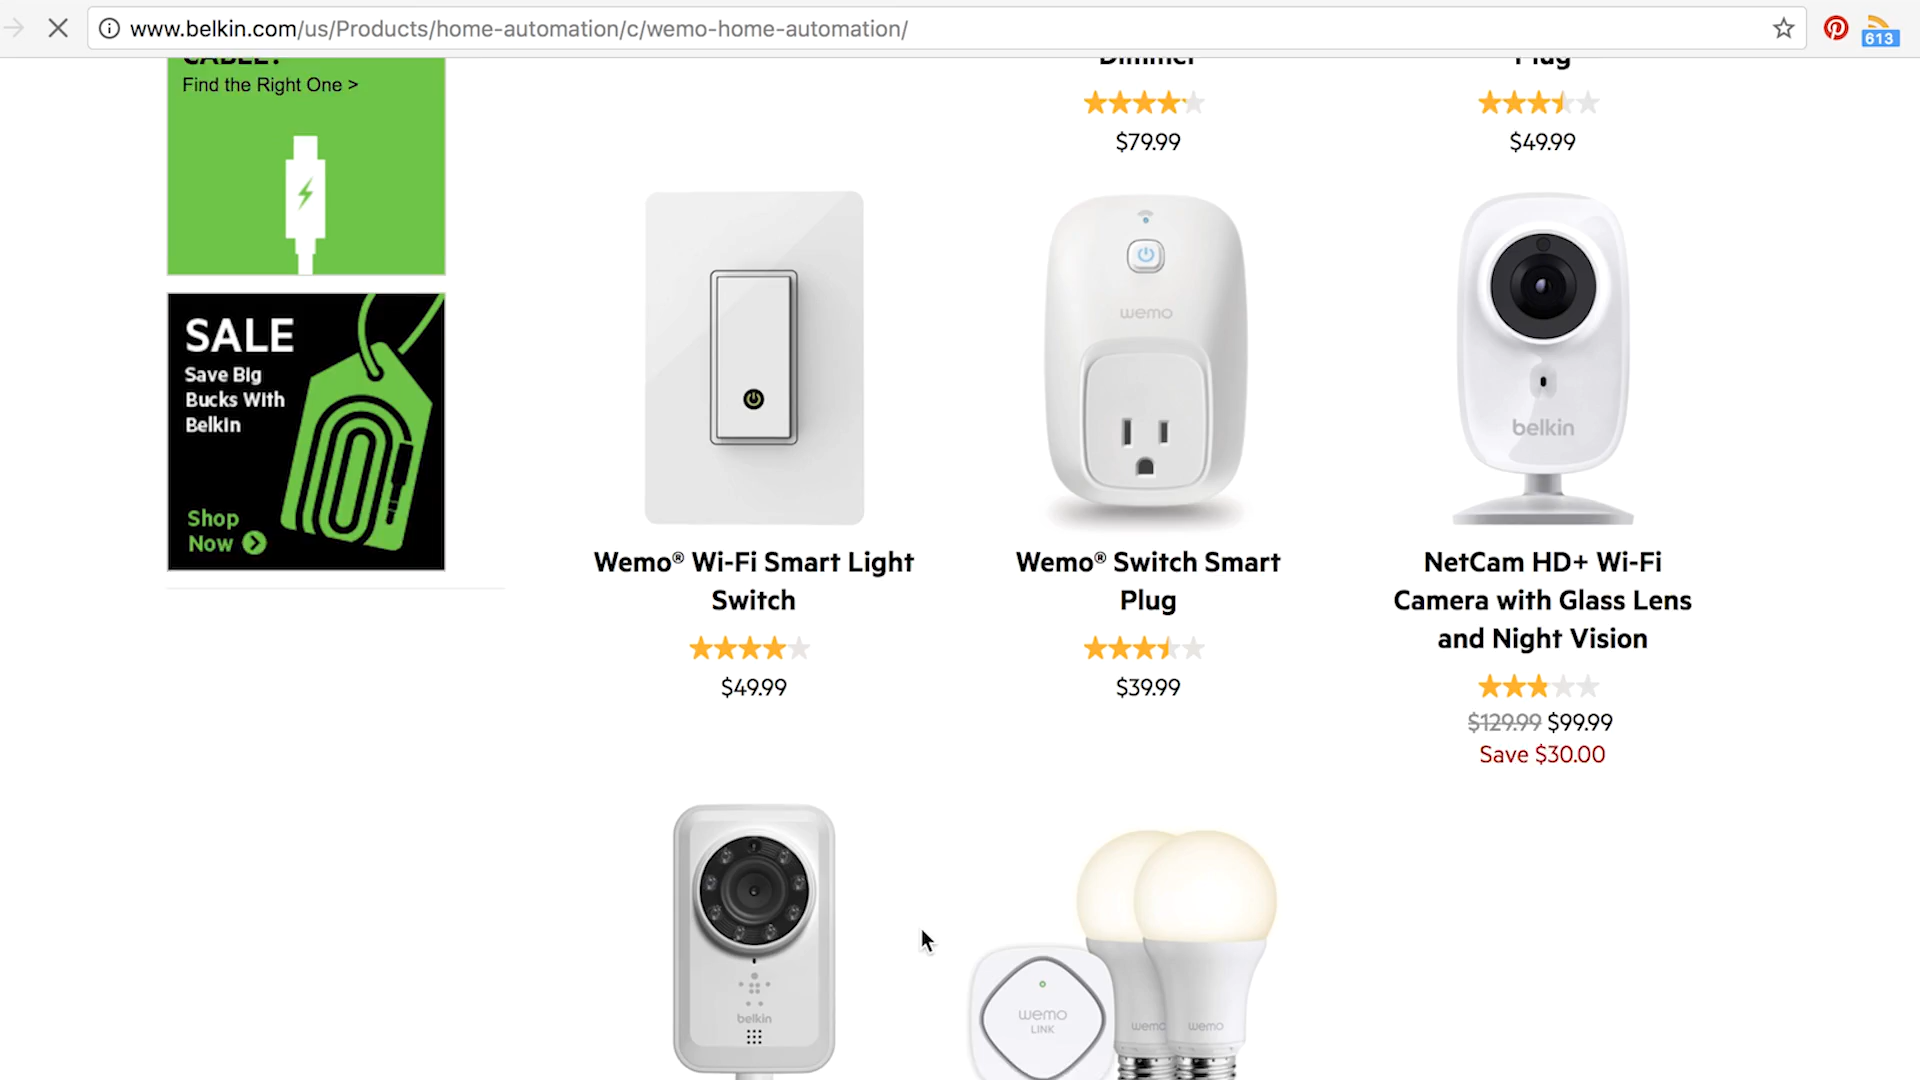 www.belkin.com/us/Products/home-automation/c/wemo-home-automation/
613
CABLE?
Find the Right One >
SALE
Save Big
Bucks With
Belkin
Shop
Now
Dimmer
$79.99
Plug
$49.99
wemo
belkin
Wemo® Wi-Fi Smart Light
Switch
$49.99
Wemo® Switch Smart
Plug
$39.99
NetCam HD+ Wi-Fi
Camera with Glass Lens
and Night Vision
$129.99 $99.99
Save $30.00
belkin
wemo
LINK
wemo
wemo